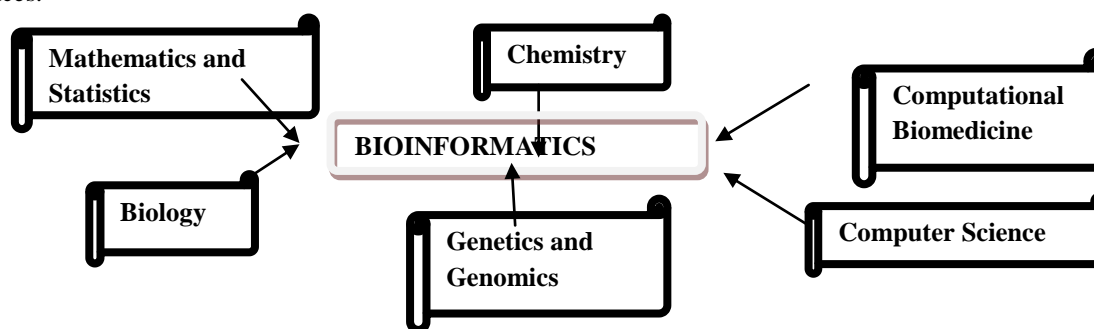 Mathematics and
Statistics
Chemistry
Computational
Biomedicine
BIOINFORMATICS
Biology
Genetics and
Genomics
Computer Science